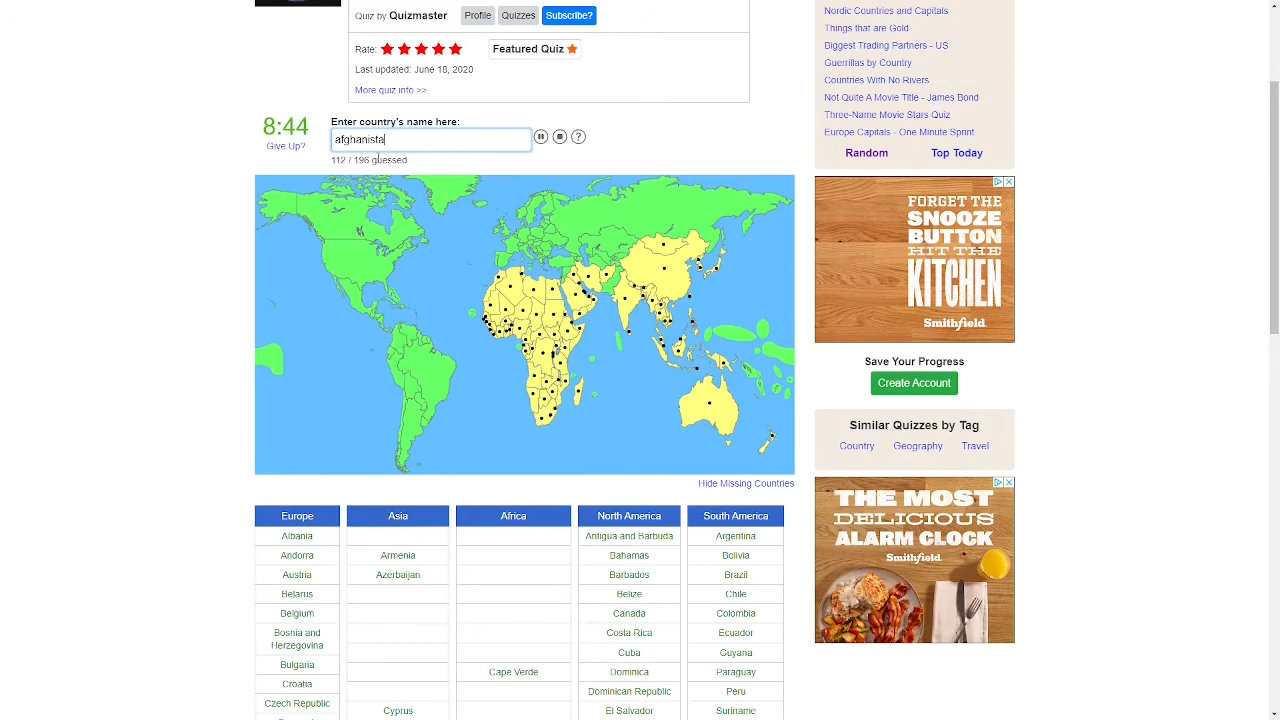 Quiz by Quizmaster Profile Quizzes Subscribe?
Rate: Featured Quiz
Last updated: June 18, 2020
More quiz info >>
8:44
Give Up?
Enter country's name here:
afghanista
112 / 196 guessed
Hide Missing Countries
Europe Asia Africa North America South America
Albania Antigua and Barbuda Argentina
Andorra Armenia Bahamas Bolivia
Austria Azerbaijan Barbados Brazil
Belarus Belize Chile
Belgium Canada Colombia
Bosnia and
Herzegovina Costa Rica Ecuador
Cuba Guyana
Bulgaria Cape Verde Dominica Paraguay
Croatia Dominican Republic Peru
Czech Republic Cyprus El Salvador Suriname
Nordic Countries and Capitals
Things that are Gold
Biggest Trading Partners - US
Guerrillas by Country
Countries With No Rivers
Not Quite A Movie Title - James Bond
Three-Name Movie Stars Quiz
Europe Capitals - One Minute Sprint
Random Top Today
FORGET THE
SNOOZE
BUTTON
HIT THE
KITCHEN
Smithfield.
Save Your Progress
Create Account
Similar Quizzes by Tag
Country Geography Travel
THE MOST
DELICIOUS
ALARM CLOCK
Smithfield.